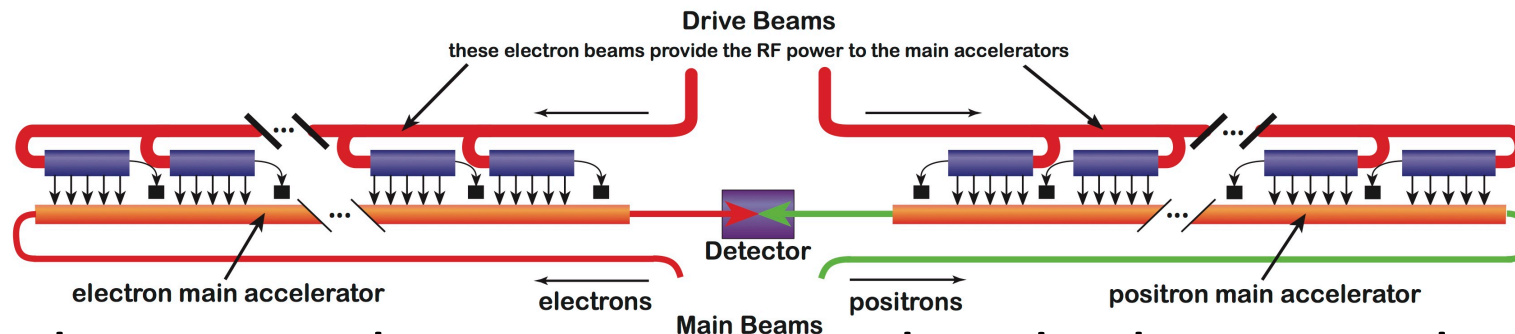 Drive Beams
these electron beams provide the RF power to the main accelerators
...
...
...
...
Detector
electron main accelerator
electrons
positrons
positron main accelerator
Main Beams